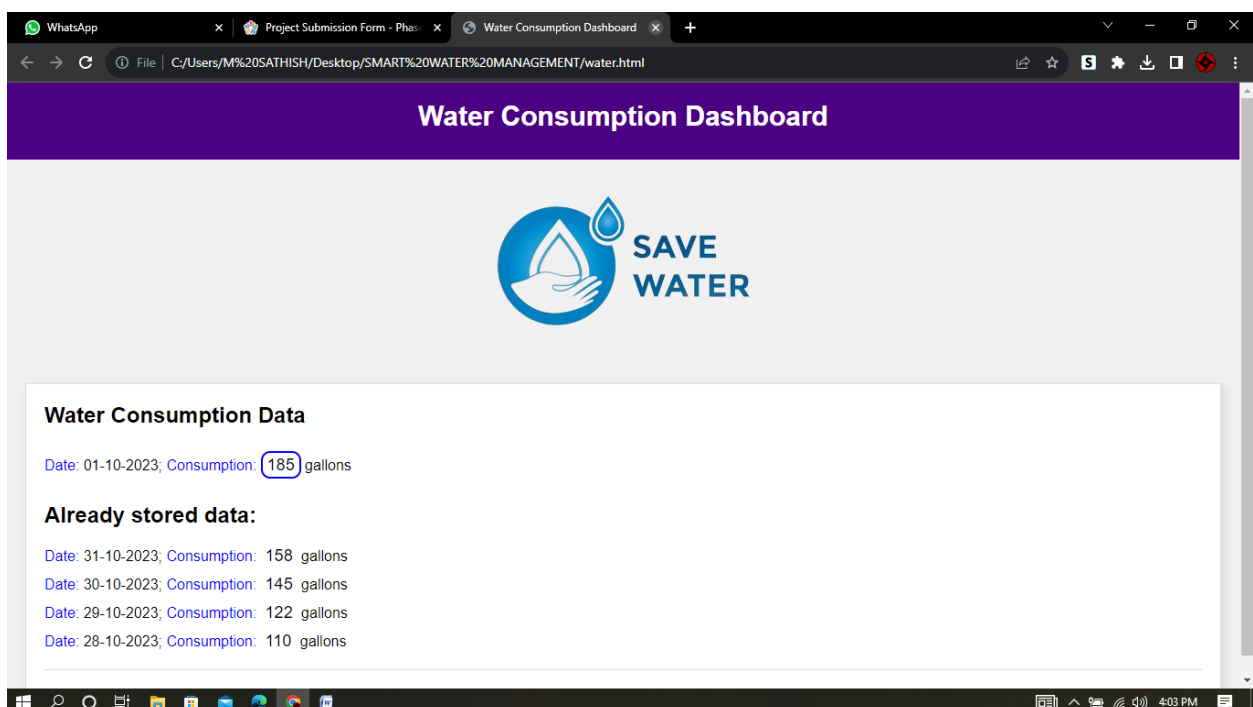 WhatsApp
Project Submission Form - Phas
Water Consumption Dashboard
File
C:/Users/M%20SATHISH/Desktop/SMART%20WATER%20MANAGEMENT/water.html
S
Water Consumption Dashboard
SAVE
WATER
Water Consumption Data
Date: 01-10-2023; Consumption: 185 gallons
Already stored data:
Date: 31-10-2023; Consumption: 158 gallons
Date: 30-10-2023; Consumption: 145 gallons
Date: 29-10-2023; Consumption: 122 gallons
Date: 28-10-2023; Consumption: 110 gallons
4:03 PM